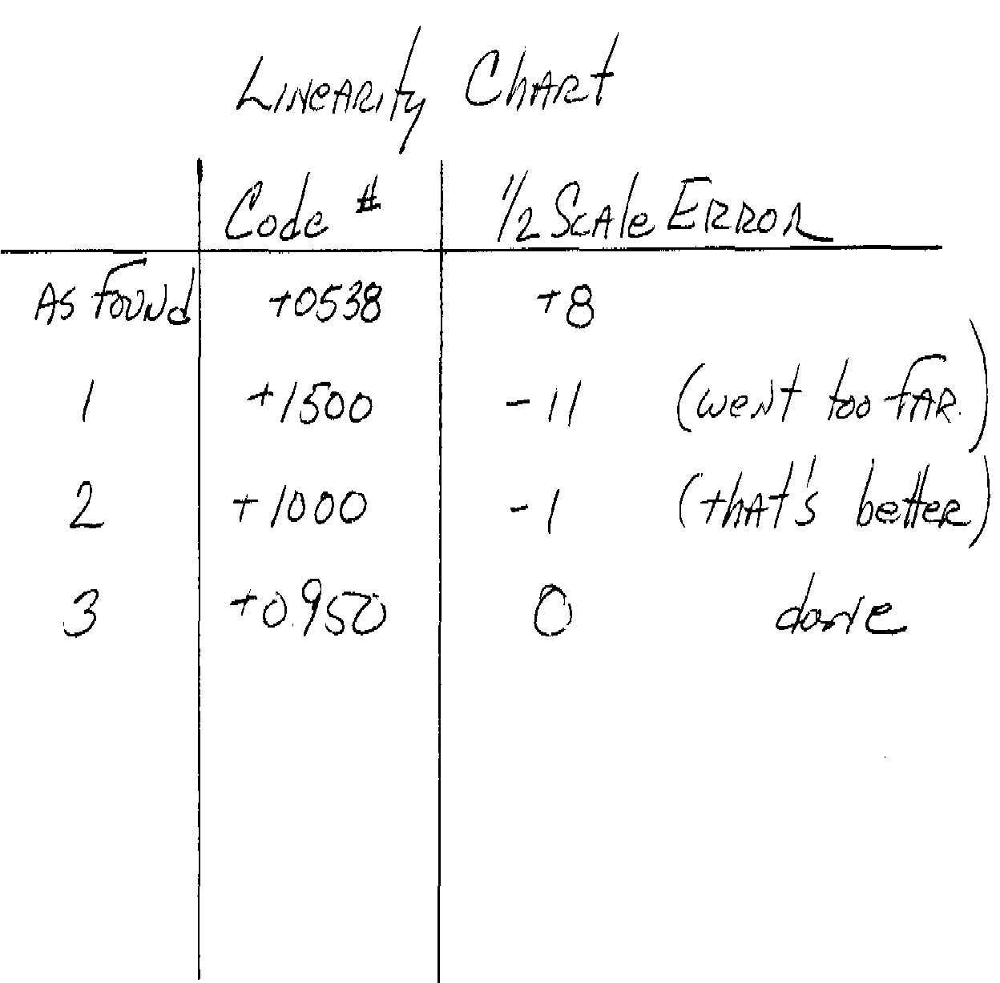 Linearity Chart
Code # 1/2 Scale Error
As found +0538 +8
1 +1500 -11 (went too far)
2 +1000 -1 (that's better)
3 +0950 0 done